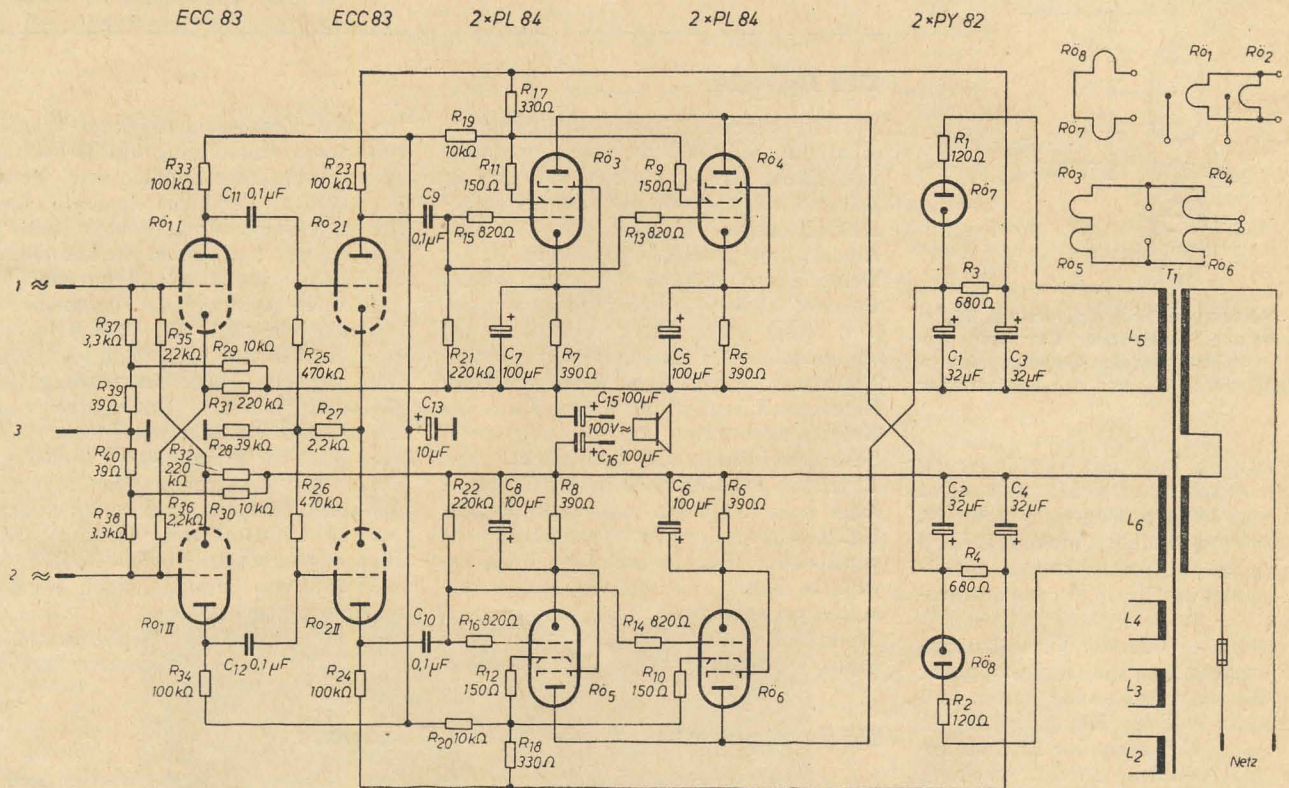 ECC 83 ECC 83 2×PL 84 2×PL 84 2×PY 82
Rö8 Rö1 Rö2
R17
330Ω
R19
10kΩ
R33
100kΩ
R23
100kΩ
R11
150Ω
Rö3
R9
150Ω
Rö4
R1
120Ω
Rö7
Rö7
C11 0,1µF
C9
0,1µF
Rö1I
Rö2I
R15 820Ω
R13 820Ω
Rö3 Rö4
Rö5 Rö6
T1
1 ≈
R3
680Ω
R37
3,3kΩ
R35
2,2kΩ
R29 10kΩ
R25
470kΩ
R21
220kΩ
+
C7
100µF
R7
390Ω
+
C5
100µF
R5
390Ω
+
C1
32µF
+
C3
32µF
L5
R39
39Ω
R31
220kΩ
3
R27
2,2kΩ
+
C13
10µF
+ C15 100µF
100V ≈
+ C16 100µF
R28 39kΩ
R40
39Ω
R32
220
kΩ
R38
3,3kΩ
R36
2,2kΩ
R30 10kΩ
R26
470kΩ
R22
220kΩ
C8
100µF
+
R8
390Ω
C6
100µF
+
R6
390Ω
C2
32µF
+
C4
32µF
+
L6
2 ≈
R4
680Ω
Rö1II
Rö2II
C10
0,1µF
R16 820Ω
R14 820Ω
L4
C12 0,1µF
R34
100kΩ
R24
100kΩ
R12
150Ω
Rö5
R10
150Ω
Rö6
Rö8
L3
R2
120Ω
R20 10kΩ
R18
330Ω
L2
Netz